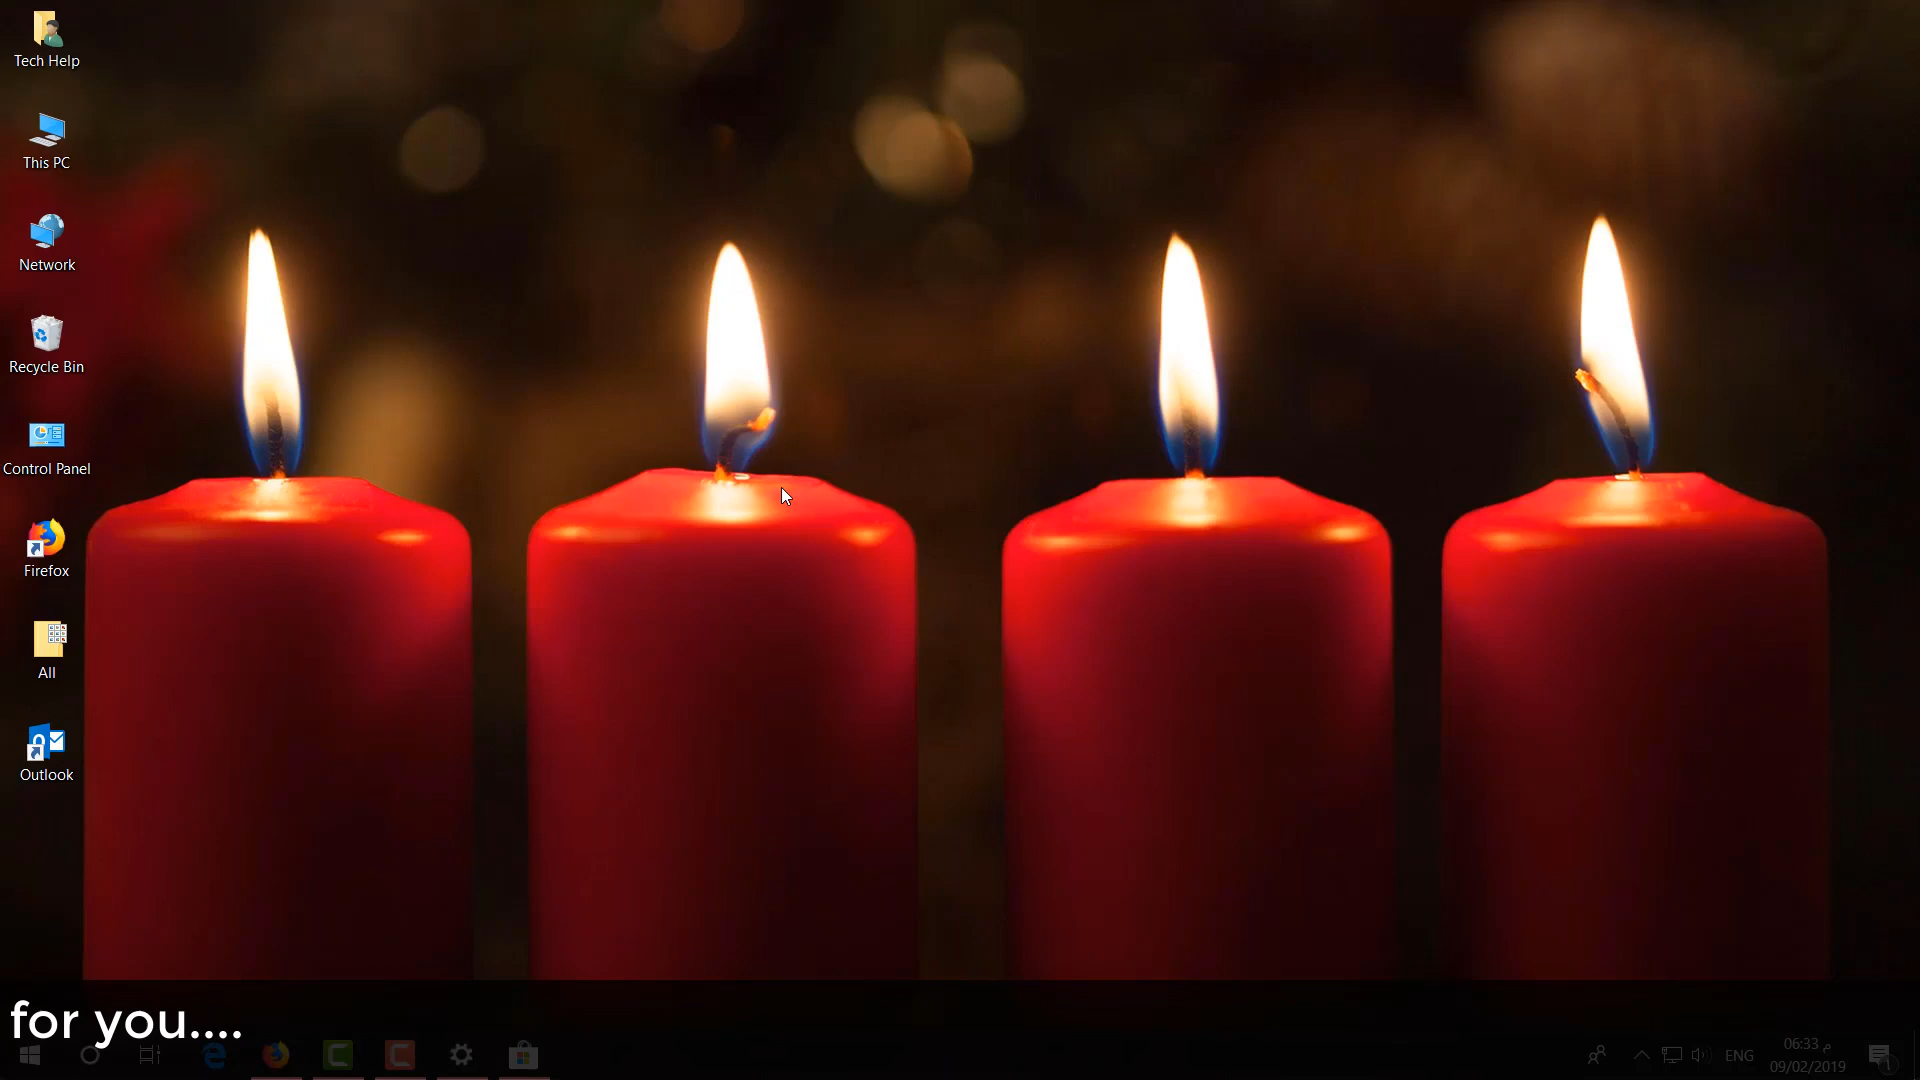 Tech Help
This PC
Network
Recycle Bin
Control Panel
Firefox
All
Outlook
for you....
ENG
06:33 م
09/02/2019
1